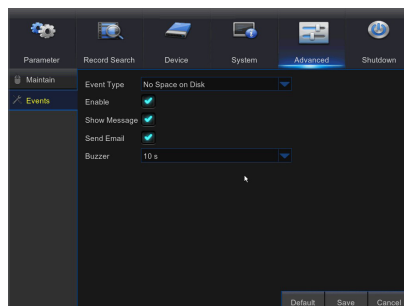 Parameter Record Search Device System Advanced Shutdown
Maintain
Events
Event Type No Space on Disk
Enable
Show Message
Send Email
Buzzer 10 s
Default Save Cancel